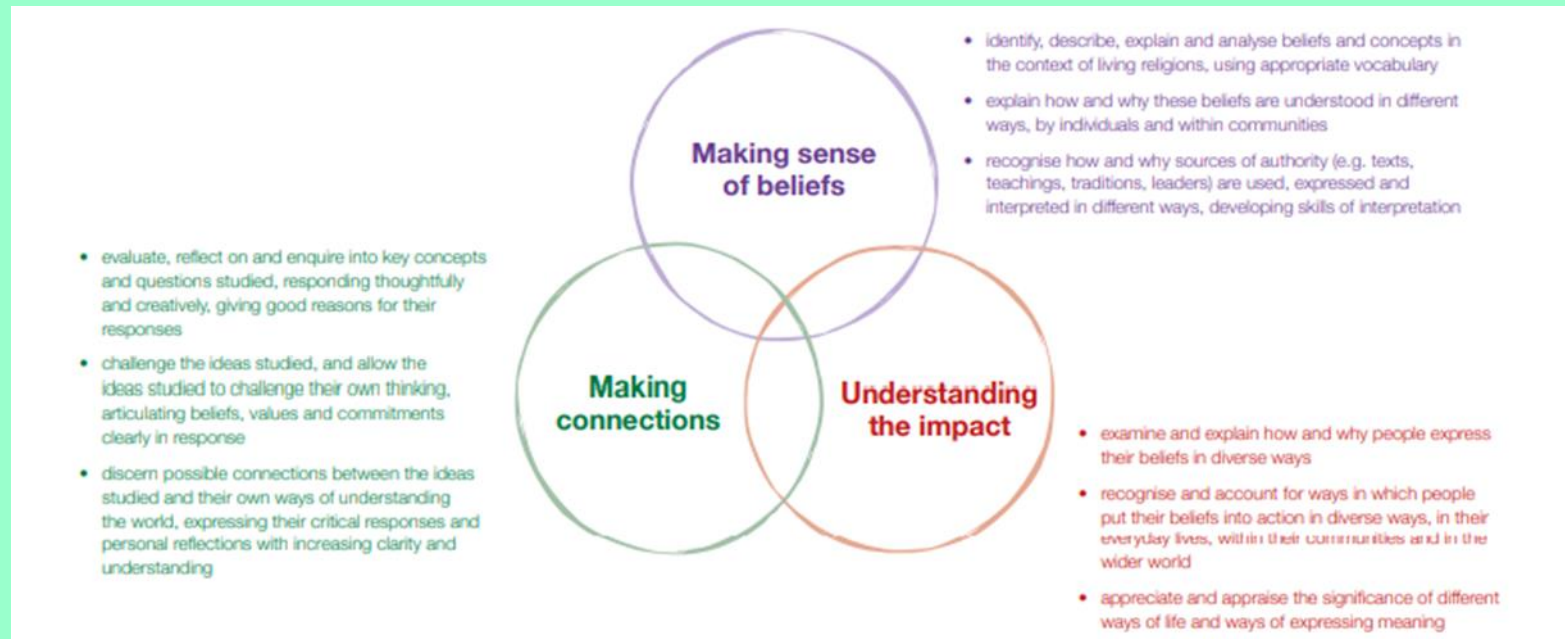 Making sense
of beliefs
• identify, describe, explain and analyse beliefs and concepts in
the context of living religions, using appropriate vocabulary
• explain how and why these beliefs are understood in different
ways, by individuals and within communities
• recognise how and why sources of authority (e.g. texts,
teachings, traditions, leaders) are used, expressed and
interpreted in different ways, developing skills of interpretation
Making
connections
• evaluate, reflect on and enquire into key concepts
and questions studied, responding thoughtfully
and creatively, giving good reasons for their
responses
• challenge the ideas studied, and allow the
ideas studied to challenge their own thinking,
articulating beliefs, values and commitments
clearly in response
• discern possible connections between the ideas
studied and their own ways of understanding
the world, expressing their critical responses and
personal reflections with increasing clarity and
understanding
Understanding
the impact
• examine and explain how and why people express
their beliefs in diverse ways
• recognise and account for ways in which people
put their beliefs into action in diverse ways, in their
everyday lives, within their communities and in the
wider world
• appreciate and appraise the significance of different
ways of life and ways of expressing meaning